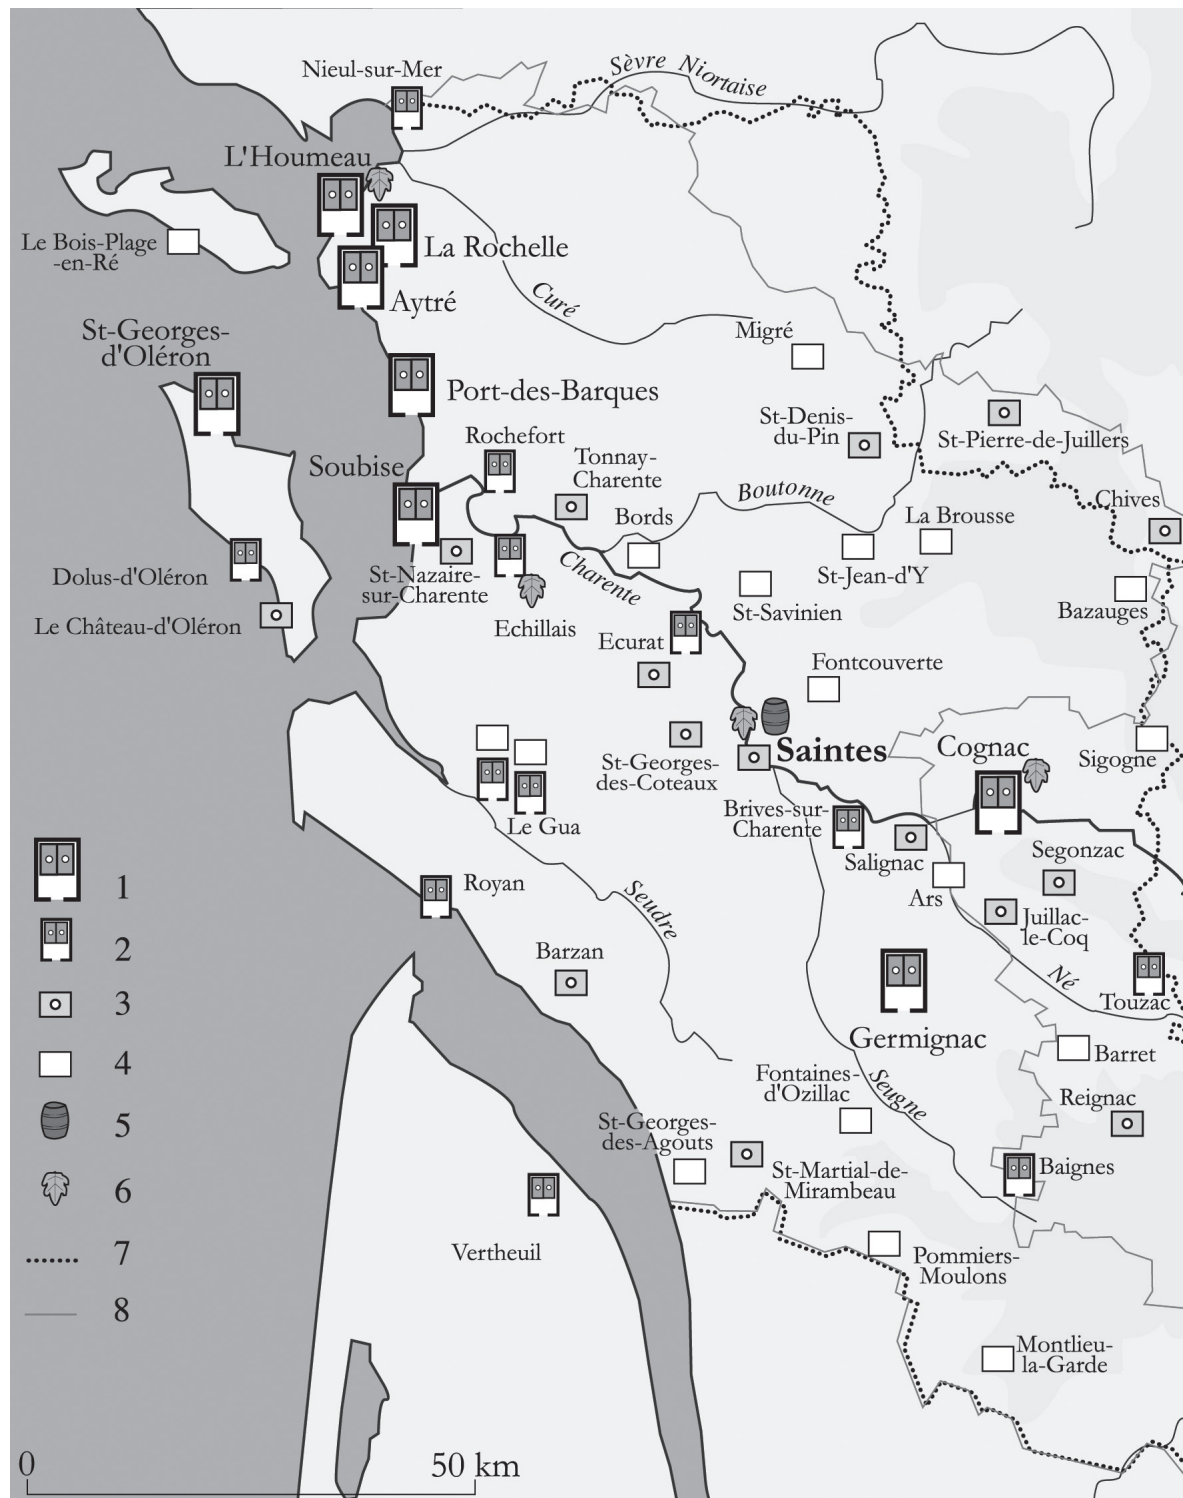 Nieul-sur-Mer
Sèvre Niortaise
L'Houmeau
Le Bois-Plage
-en-Ré
La Rochelle
Aytré
Curé
Migré
St-Georges-
d'Oléron
Port-des-Barques
St-Denis-
du-Pin
St-Pierre-de-Juillers
Rochefort
Soubise
Tonnay-
Charente
Boutonne
Chives
Bords
La Brousse
Dolus-d'Oléron
St-Nazaire-
sur-Charente
Charente
St-Jean-d'Y
Bazauges
St-Savinien
Le Château-d'Oléron
Echillais
Ecurat
Fontcouverte
Saintes
Cognac
Sigogne
St-Georges-
des-Coteaux
Brives-sur-
Charente
Le Gua
Salignac
Segonzac
Ars
Juillac-
le-Coq
Royan
Seudre
Barzan
Né
Touzac
Germignac
Barret
Fontaines-
d'Ozillac
Seugne
Reignac
St-Georges-
des-Agouts
St-Martial-de-
Mirambeau
Baignes
Vertheuil
Pommiers-
Moulons
Montlieu-
la-Garde
1
2
3
4
5
6
7
8
0
50 km